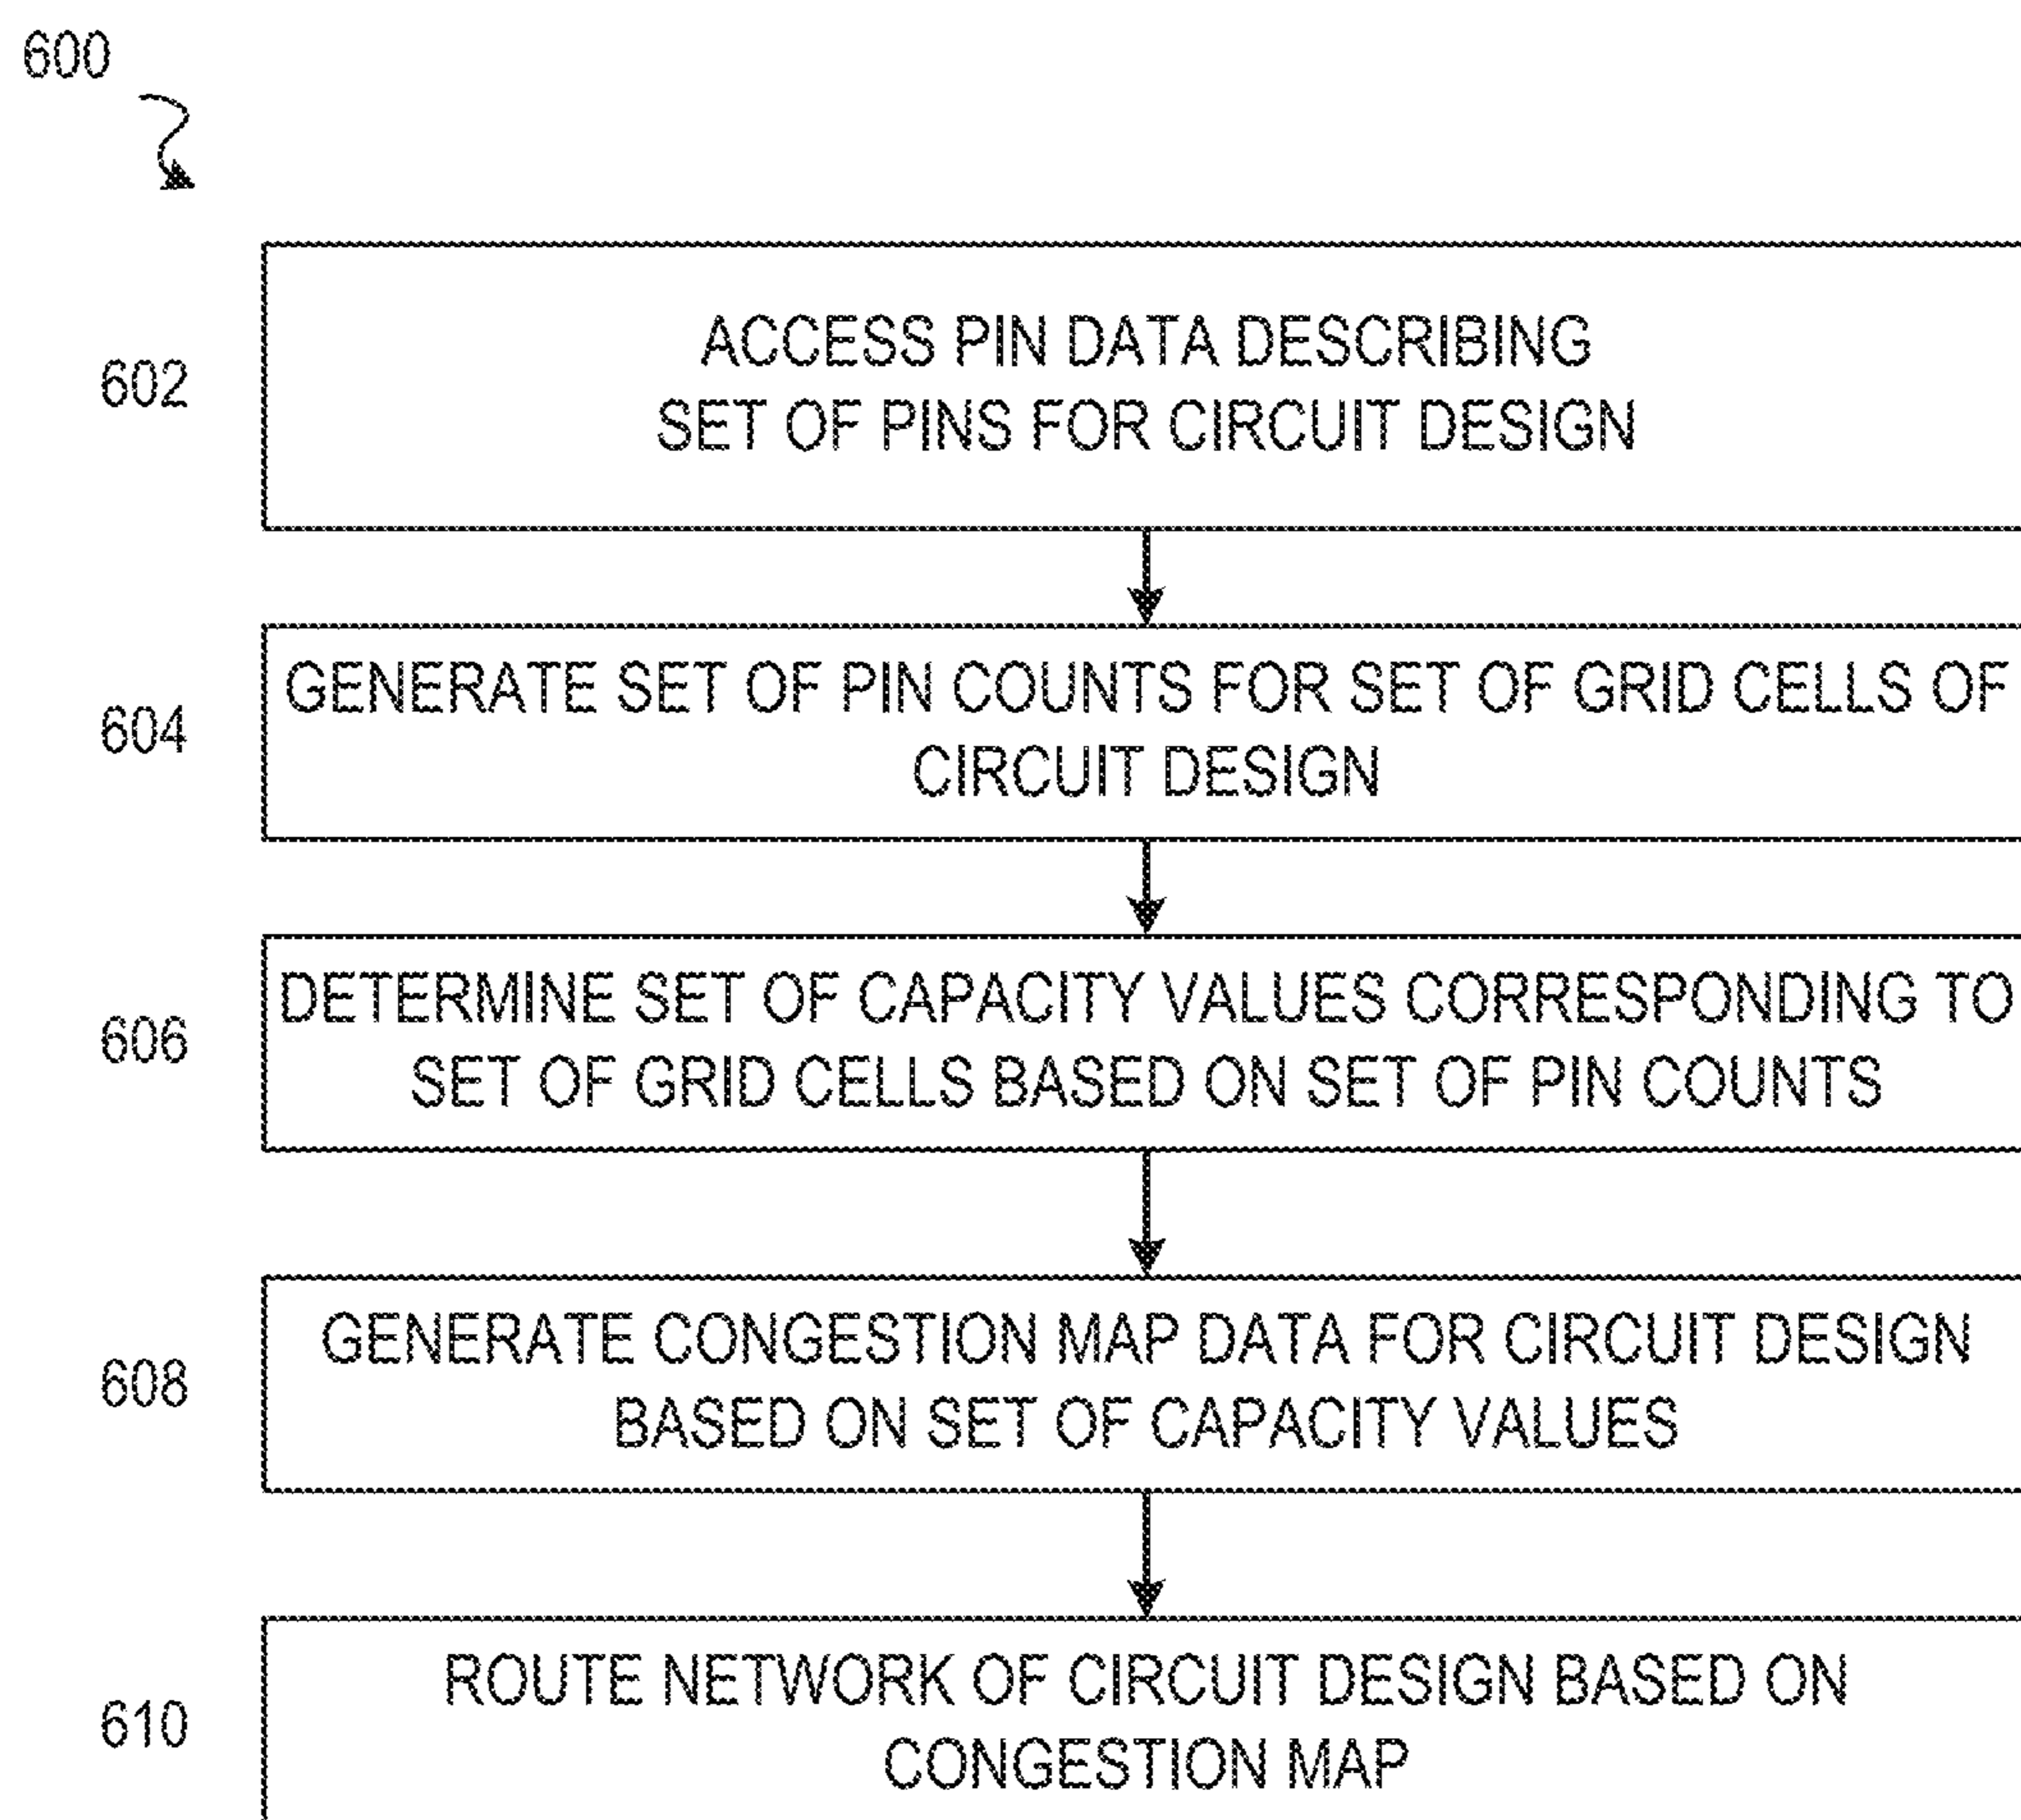 600
602
ACCESS PIN DATA DESCRIBING
SET OF PINS FOR CIRCUIT DESIGN
604
GENERATE SET OF PIN COUNTS FOR SET OF GRID CELLS OF
CIRCUIT DESIGN
606
DETERMINE SET OF CAPACITY VALUES CORRESPONDING TO
SET OF GRID CELLS BASED ON SET OF PIN COUNTS
608
GENERATE CONGESTION MAP DATA FOR CIRCUIT DESIGN
BASED ON SET OF CAPACITY VALUES
610
ROUTE NETWORK OF CIRCUIT DESIGN BASED ON
CONGESTION MAP